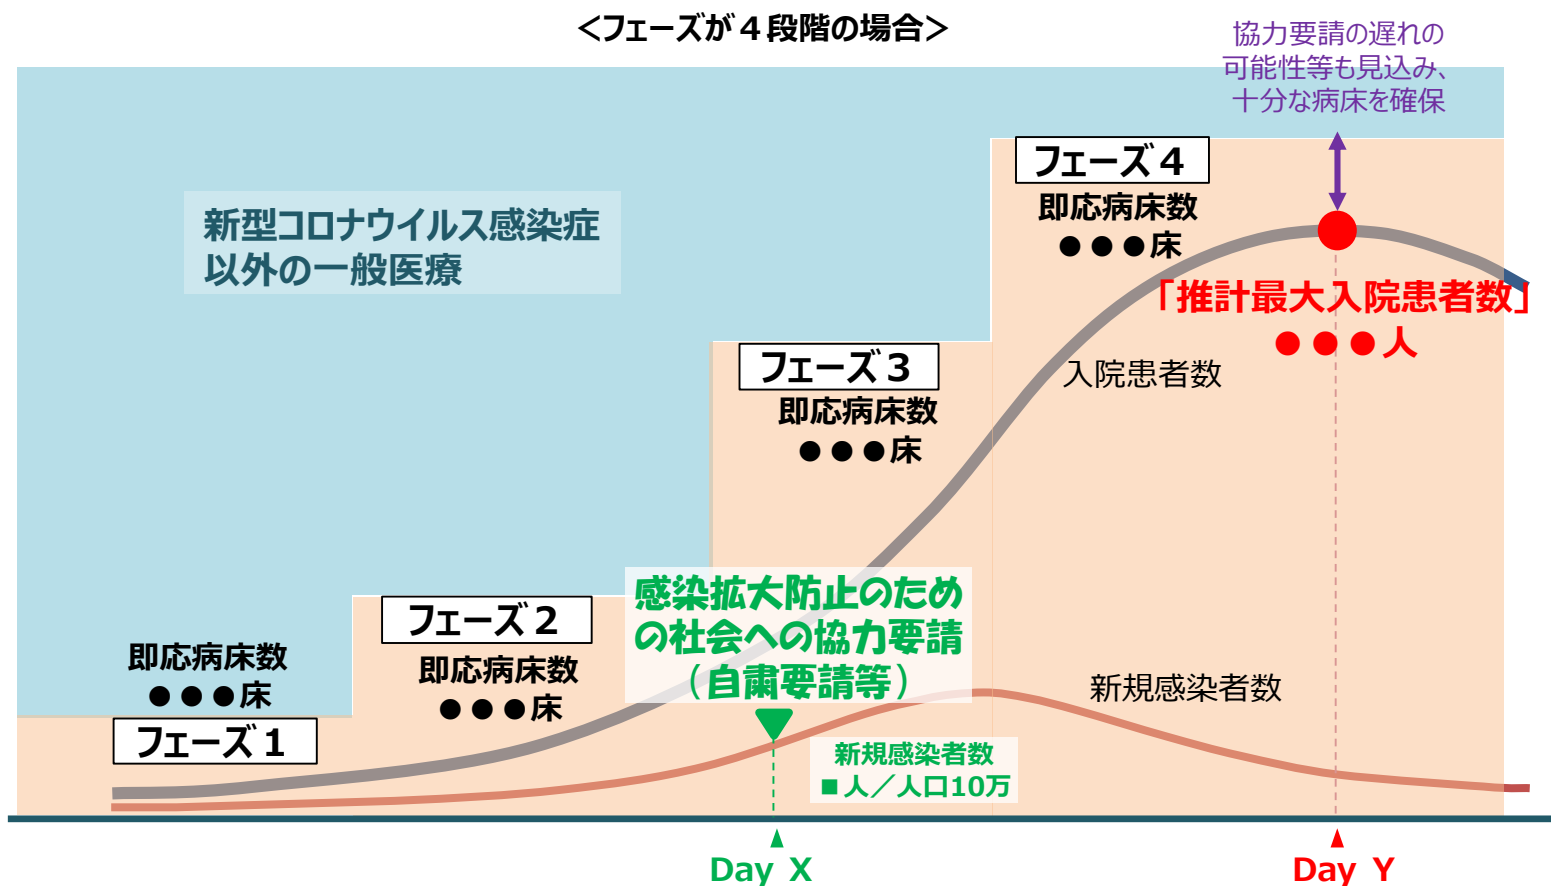 ＜フェーズが４段階の場合＞
協力要請の遅れの
可能性等も見込み、
十分な病床を確保
新型コロナウイルス感染症
以外の一般医療
フェーズ４
即応病床数
●●●床
「推計最大入院患者数」
●●●人
入院患者数
フェーズ３
即応病床数
●●●床
感染拡大防止のため
の社会への協力要請
（自粛要請等）
フェーズ２
即応病床数
●●●床
即応病床数
●●●床
フェーズ１
新規感染者数
新規感染者数
■人／人口10万
Day X
Day Y